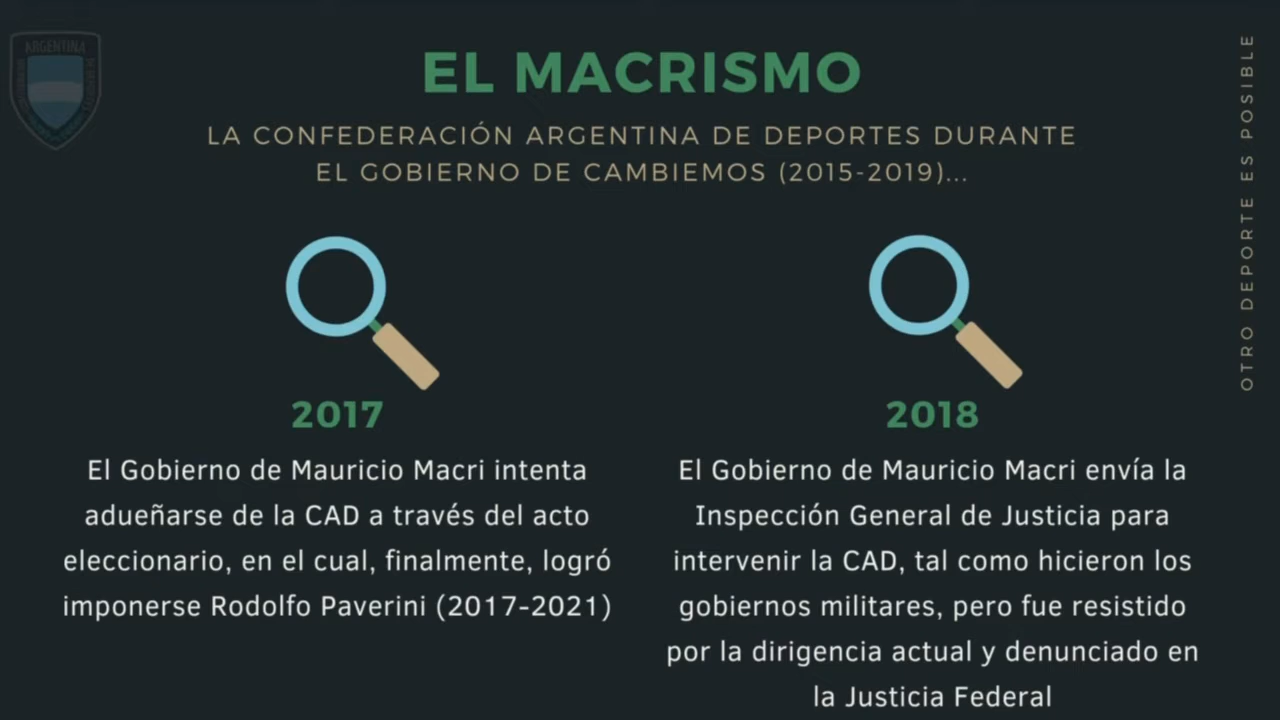 ARGENTINA
EL MACRISMO
LA CONFEDERACIÓN ARGENTINA DE DEPORTES DURANTE
EL GOBIERNO DE CAMBIEMOS (2015-2019)...
2017
El Gobierno de Mauricio Macri intenta
adueñarse de la CAD a través del acto
eleccionario, en el cual, finalmente, logró
imponerse Rodolfo Paverini (2017-2021)
2018
El Gobierno de Mauricio Macri envía la
Inspección General de Justicia para
intervenir la CAD, tal como hicieron los
gobiernos militares, pero fue resistido
por la dirigencia actual y denunciado en
la Justicia Federal
OTRO DEPORTE ES POSIBLE